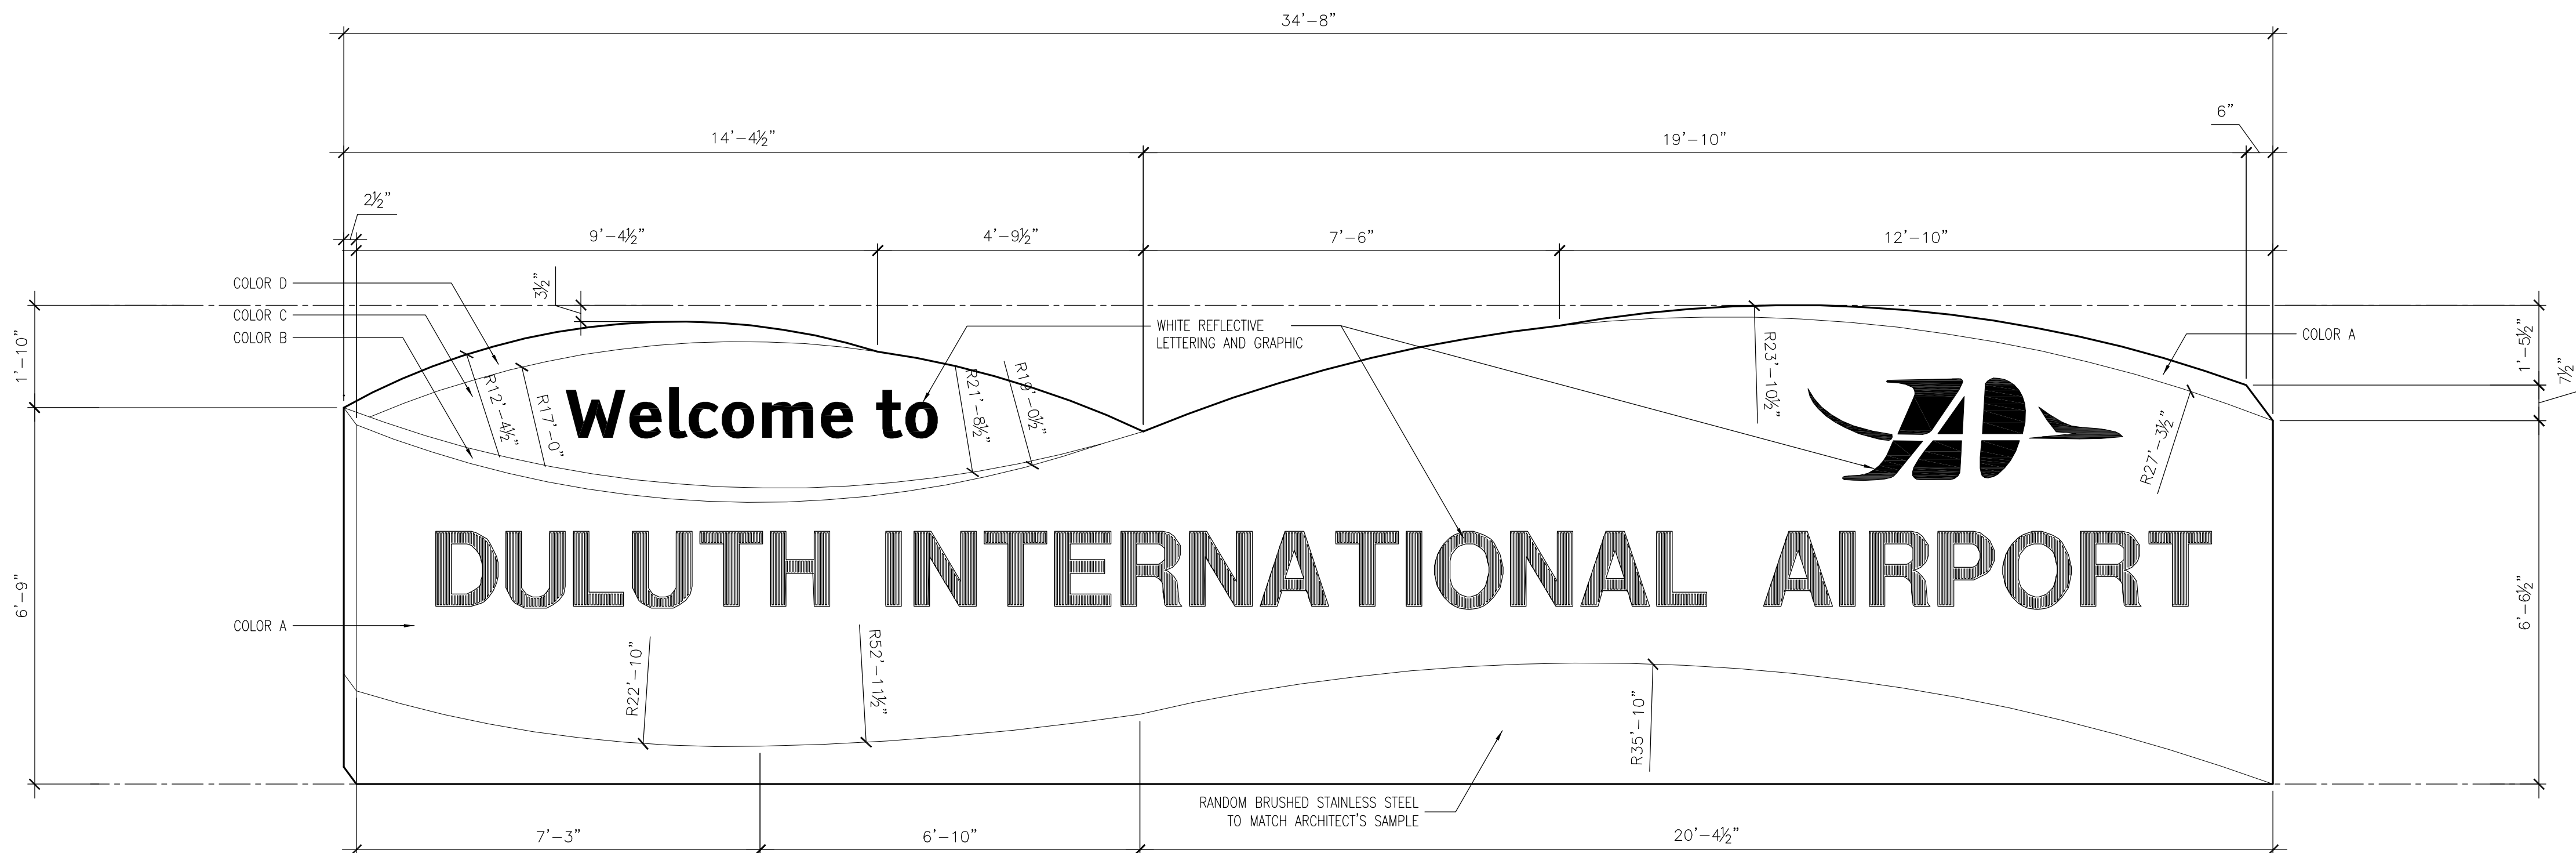 34'-8"
6"
14'-4½"
19'-10"
2½"
9'-4½"
4'-9½"
7'-6"
12'-10"
COLOR D
3½"
COLOR C
COLOR B
1'-10"
WHITE REFLECTIVE
LETTERING AND GRAPHIC
COLOR A
1'-5½"
7½"
R12'-4½"
R17'-0"
Welcome to
R21'-8½"
R19'-0½"
R23'-10½"
R27'-3½"
DULUTH INTERNATIONAL AIRPORT
6'-9"
6'-6½"
COLOR A
R22'-10"
R52'-11½"
R35'-10"
RANDOM BRUSHED STAINLESS STEEL
TO MATCH ARCHITECT'S SAMPLE
7'-3"
6'-10"
20'-4½"